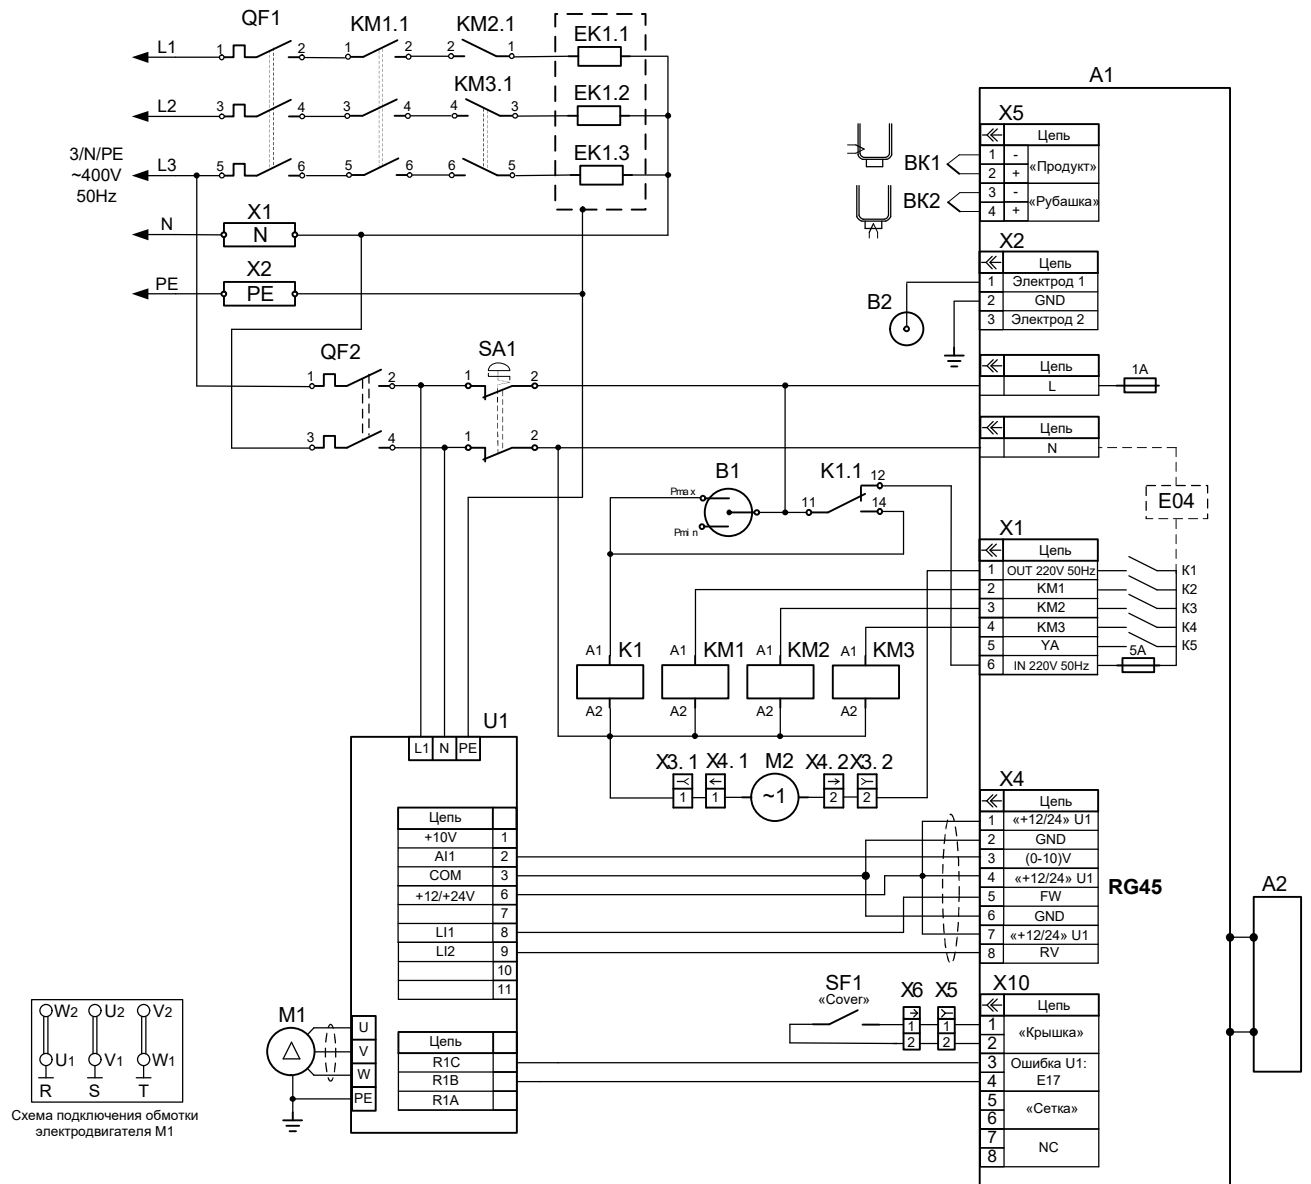 QF1 KM1.1 KM2.1 EK1.1
L1 1 2 1 2 2 1
KM3.1 EK1.2
L2 3 4 3 4 4 3
EK1.3
3/N/PE
~400V
50Hz
L3 5 6 5 6 6 5
X1
N N
X2
PE PE
QF2 SA1
1 2 1 2
3 4 1 2
A1
X5
Цепь
ВК1 1 - «Продукт»
2 +
ВК2 3 - «Рубашка»
4 +
X2
Цепь
B2 1 Электрод 1
2 GND
3 Электрод 2
Цепь
L 1A
Цепь
N
E04
B1 K1.1
Pmax
Pmin
11 12 14
X1
Цепь
1 OUT 220V 50Hz K1
2 KM1 K2
3 KM2 K3
4 KM3 K4
5 YA K5
6 IN 220V 50Hz 5A
A1 K1 A1 KM1 A1 KM2 A1 KM3
A2 A2 A2 A2
U1
L1 N PE
X3.1 X4.1 M2 X4.2 X3.2
1 1 ~1 2 2
Цепь
+10V 1
AI1 2
COM 3
+12/+24V 6
7
LI1 8
LI2 9
10
11
X4
Цепь
1 «+12/24» U1
2 GND
3 (0-10)V
4 «+12/24» U1
5 FW
6 GND
7 «+12/24» U1
8 RV
RG45
A2
SF1
«Cover»
X6 X5
1 1
2 2
X10
Цепь
1 «Крышка»
2
3 Ошибка U1:
4 E17
5 «Сетка»
6
7 NC
8
M1
U
V
W
PE
Цепь
R1C
R1B
R1A
W2 U2 V2
U1 V1 W1
R S T
Схема подключения обмотки
электродвигателя М1